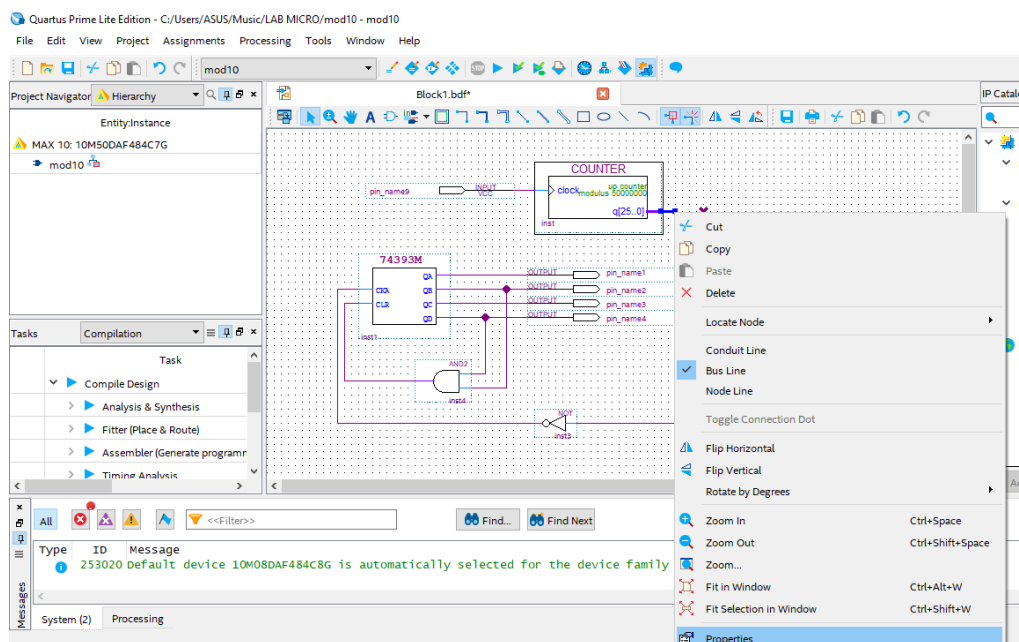 Quartus Prime Lite Edition - C:/Users/ASUS/Music/LAB MICRO/mod10 - mod10
File Edit View Project Assignments Processing Tools Window Help
mod10
Project Navigator Hierarchy
Entity:Instance
MAX 10: 10M50DAF484C7G
mod10
Tasks Compilation
Task
Compile Design
Analysis & Synthesis
Fitter (Place & Route)
Assembler (Generate programm
Timing Analysis
Block1.bdf*
IP Catalo
COUNTER
up counter
clock modulus 50000000
q[25..0]
inst
pin_name9 INPUT
VCC
74393M
CKA
CLR
QA
QB
QC
QD
inst1
OUTPUT pin_name1
OUTPUT pin_name2
OUTPUT pin_name3
OUTPUT pin_name4
AND2
inst4
NOT
inst3
Cut
Copy
Paste
Delete
Locate Node
Conduit Line
Bus Line
Node Line
Toggle Connection Dot
Flip Horizontal
Flip Vertical
Rotate by Degrees
Zoom In Ctrl+Space
Zoom Out Ctrl+Shift+Space
Zoom...
Fit in Window Ctrl+Alt+W
Fit Selection in Window Ctrl+Shift+W
Properties
All <<Filter>> Find... Find Next
Type ID Message
253020 Default device 10M08DAF484C8G is automatically selected for the device family
Messages
System (2) Processing